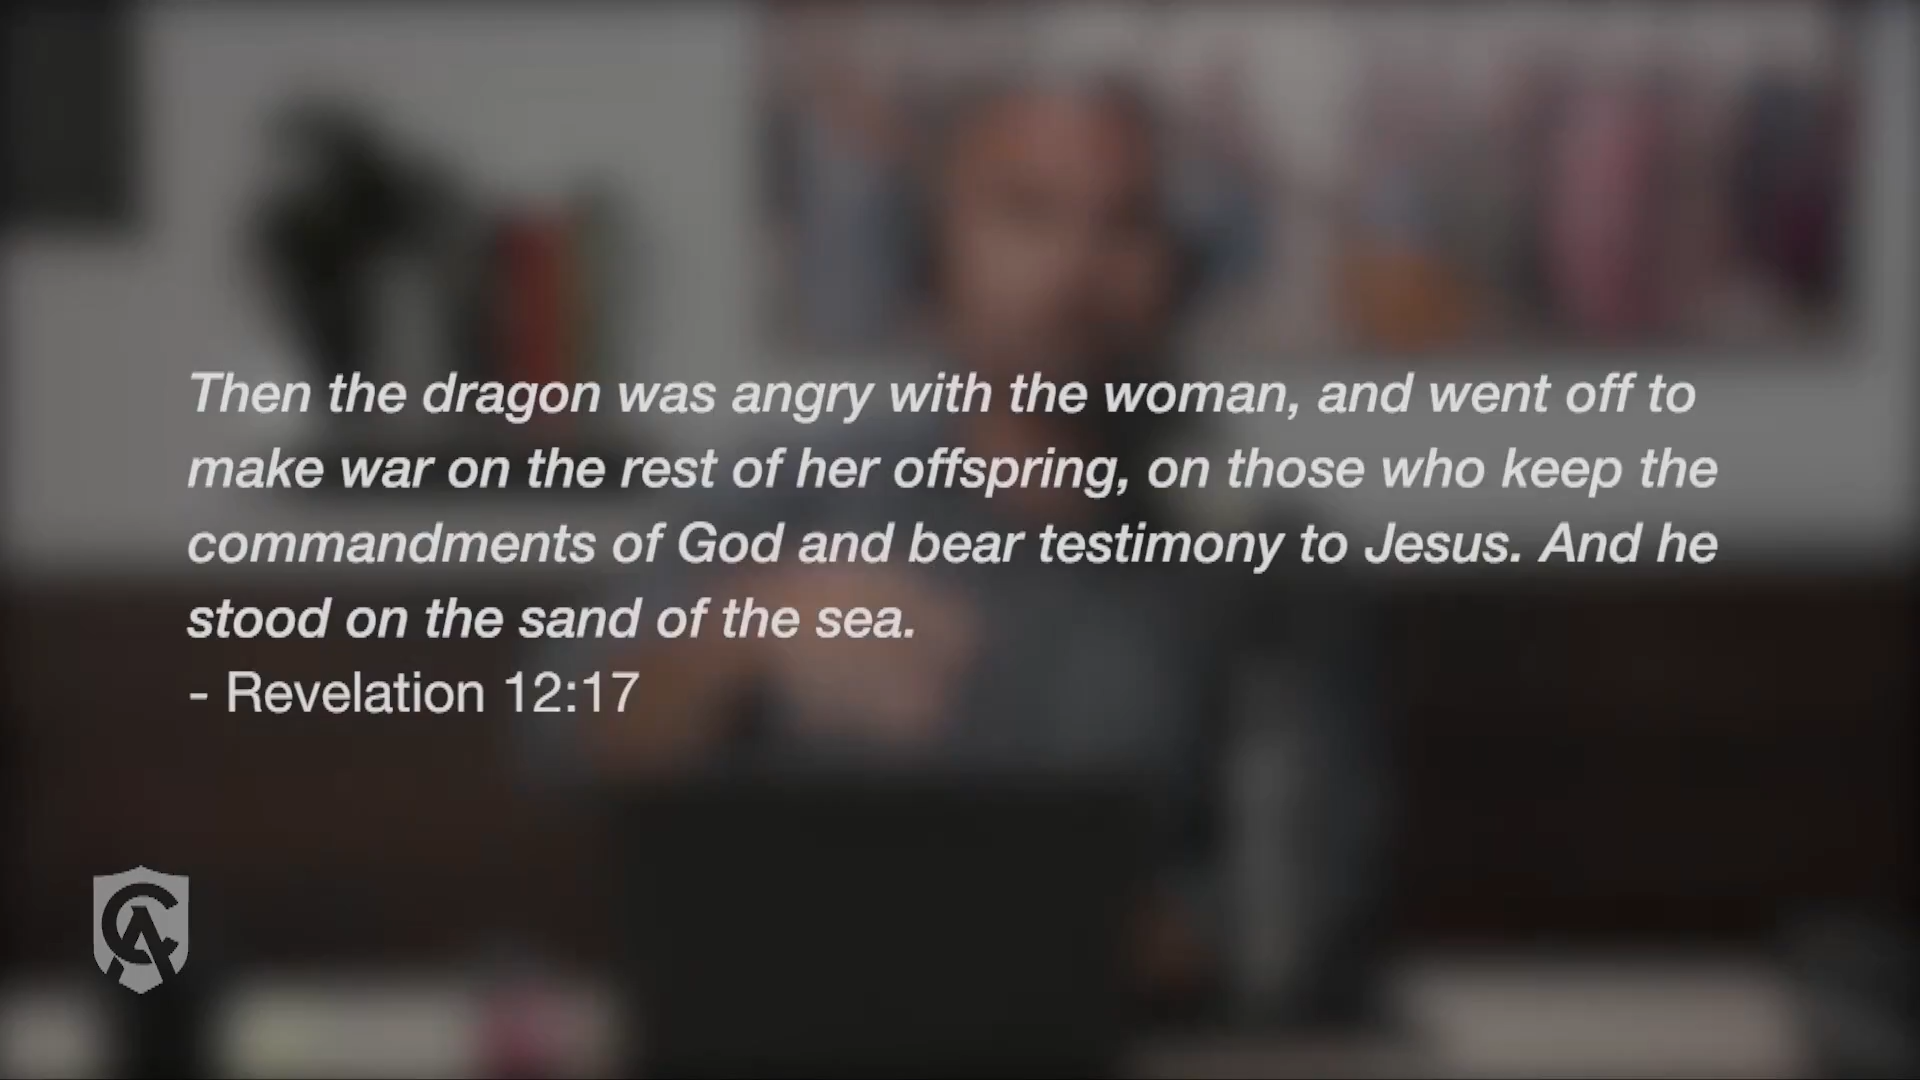 Then the dragon was angry with the woman, and went off to
make war on the rest of her offspring, on those who keep the
commandments of God and bear testimony to Jesus. And he
stood on the sand of the sea.
- Revelation 12:17
CA